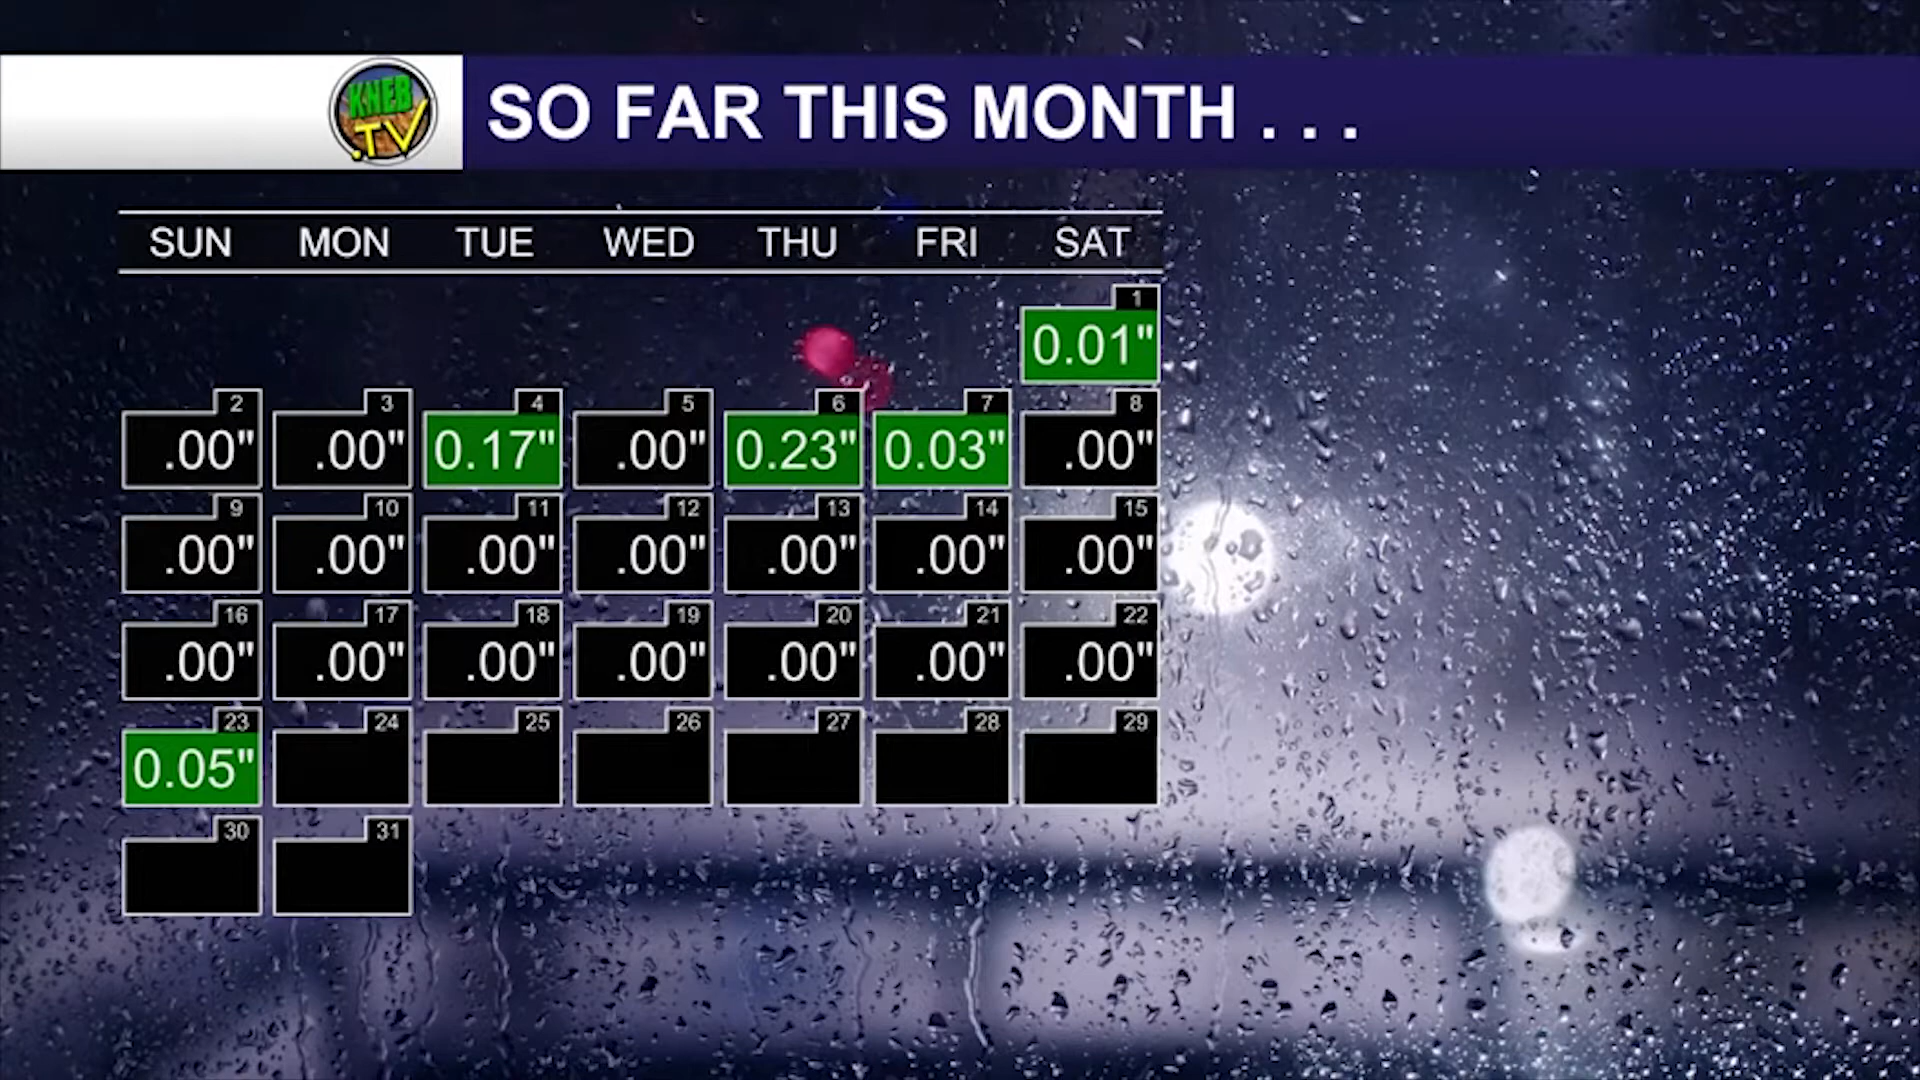 KNEB
.TV
SO FAR THIS MONTH . . .
SUN MON TUE WED THU FRI SAT
1
0.01"
2 3 4 5 6 7 8
.00" .00" 0.17" .00" 0.23" 0.03" .00"
9 10 11 12 13 14 15
.00" .00" .00" .00" .00" .00" .00"
16 17 18 19 20 21 22
.00" .00" .00" .00" .00" .00" .00"
23 24 25 26 27 28 29
0.05"
30 31